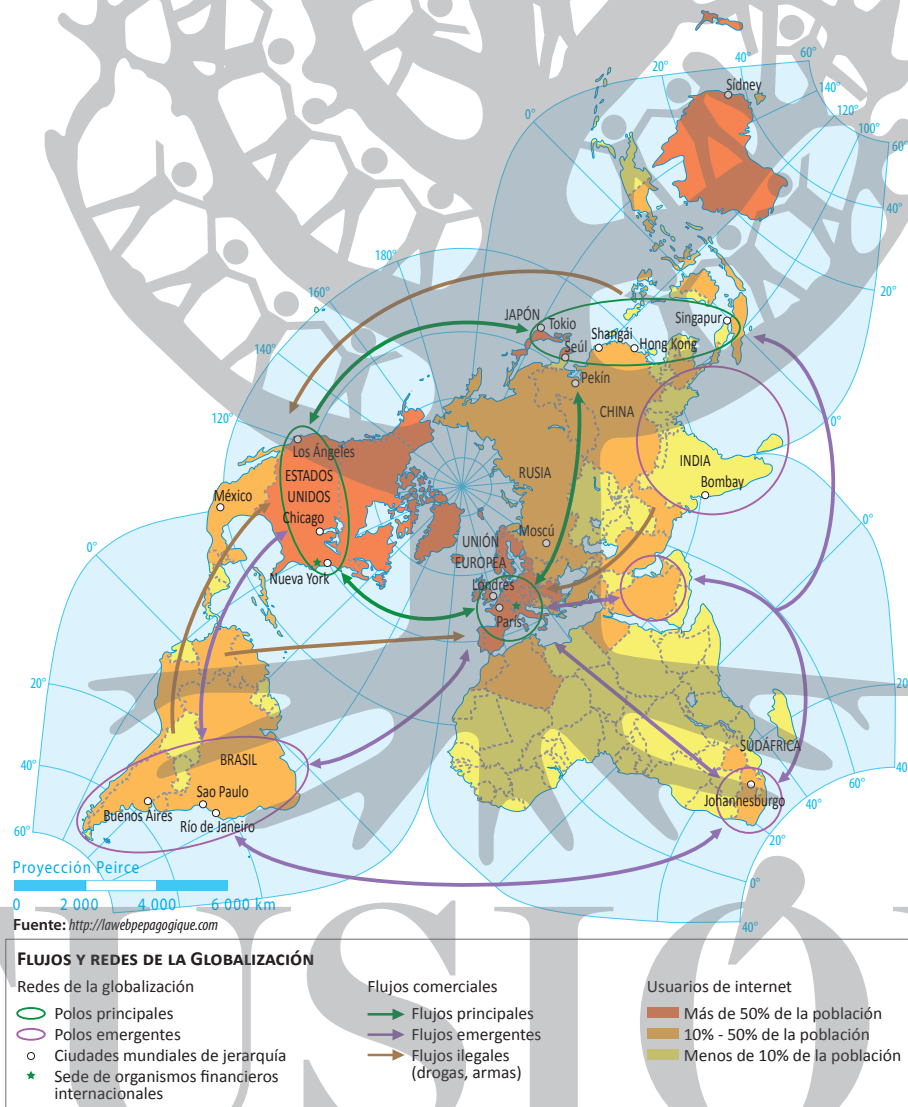 60°
40°
Sídney
20°
140°
120°
0°
100°
60°
40°
180°
20°
160°
JAPÓN
Tokio
Singapur
Shangái
Seúl
Hong Kong
140°
Pekín
CHINA
120°
0°
Los Ángeles
INDIA
ESTADOS
UNIDOS
RUSIA
Bombay
México
Chicago
Moscú
0°
UNIÓN
EUROPEA
0°
Nueva York
Londres
París
20°
20
SUDÁFRICA
BRASIL
40°
40
Sao Paulo
Johannesburgo
Buenos Aires
60°
Río de Janeiro
60°
40°
20°
Proyección Peirce
0°
0 2 000 4 000 6 000 km
Fuente: http://lawebpepagogique.com
40°
FLUJOS Y REDES DE LA GLOBALIZACIÓN
Redes de la globalización
Polos principales
Polos emergentes
Ciudades mundiales de jerarquía
Sede de organismos financieros
internacionales
Flujos comerciales
Flujos principales
Flujos emergentes
Flujos ilegales
(drogas, armas)
Usuarios de internet
Más de 50% de la población
10% - 50% de la población
Menos de 10% de la población